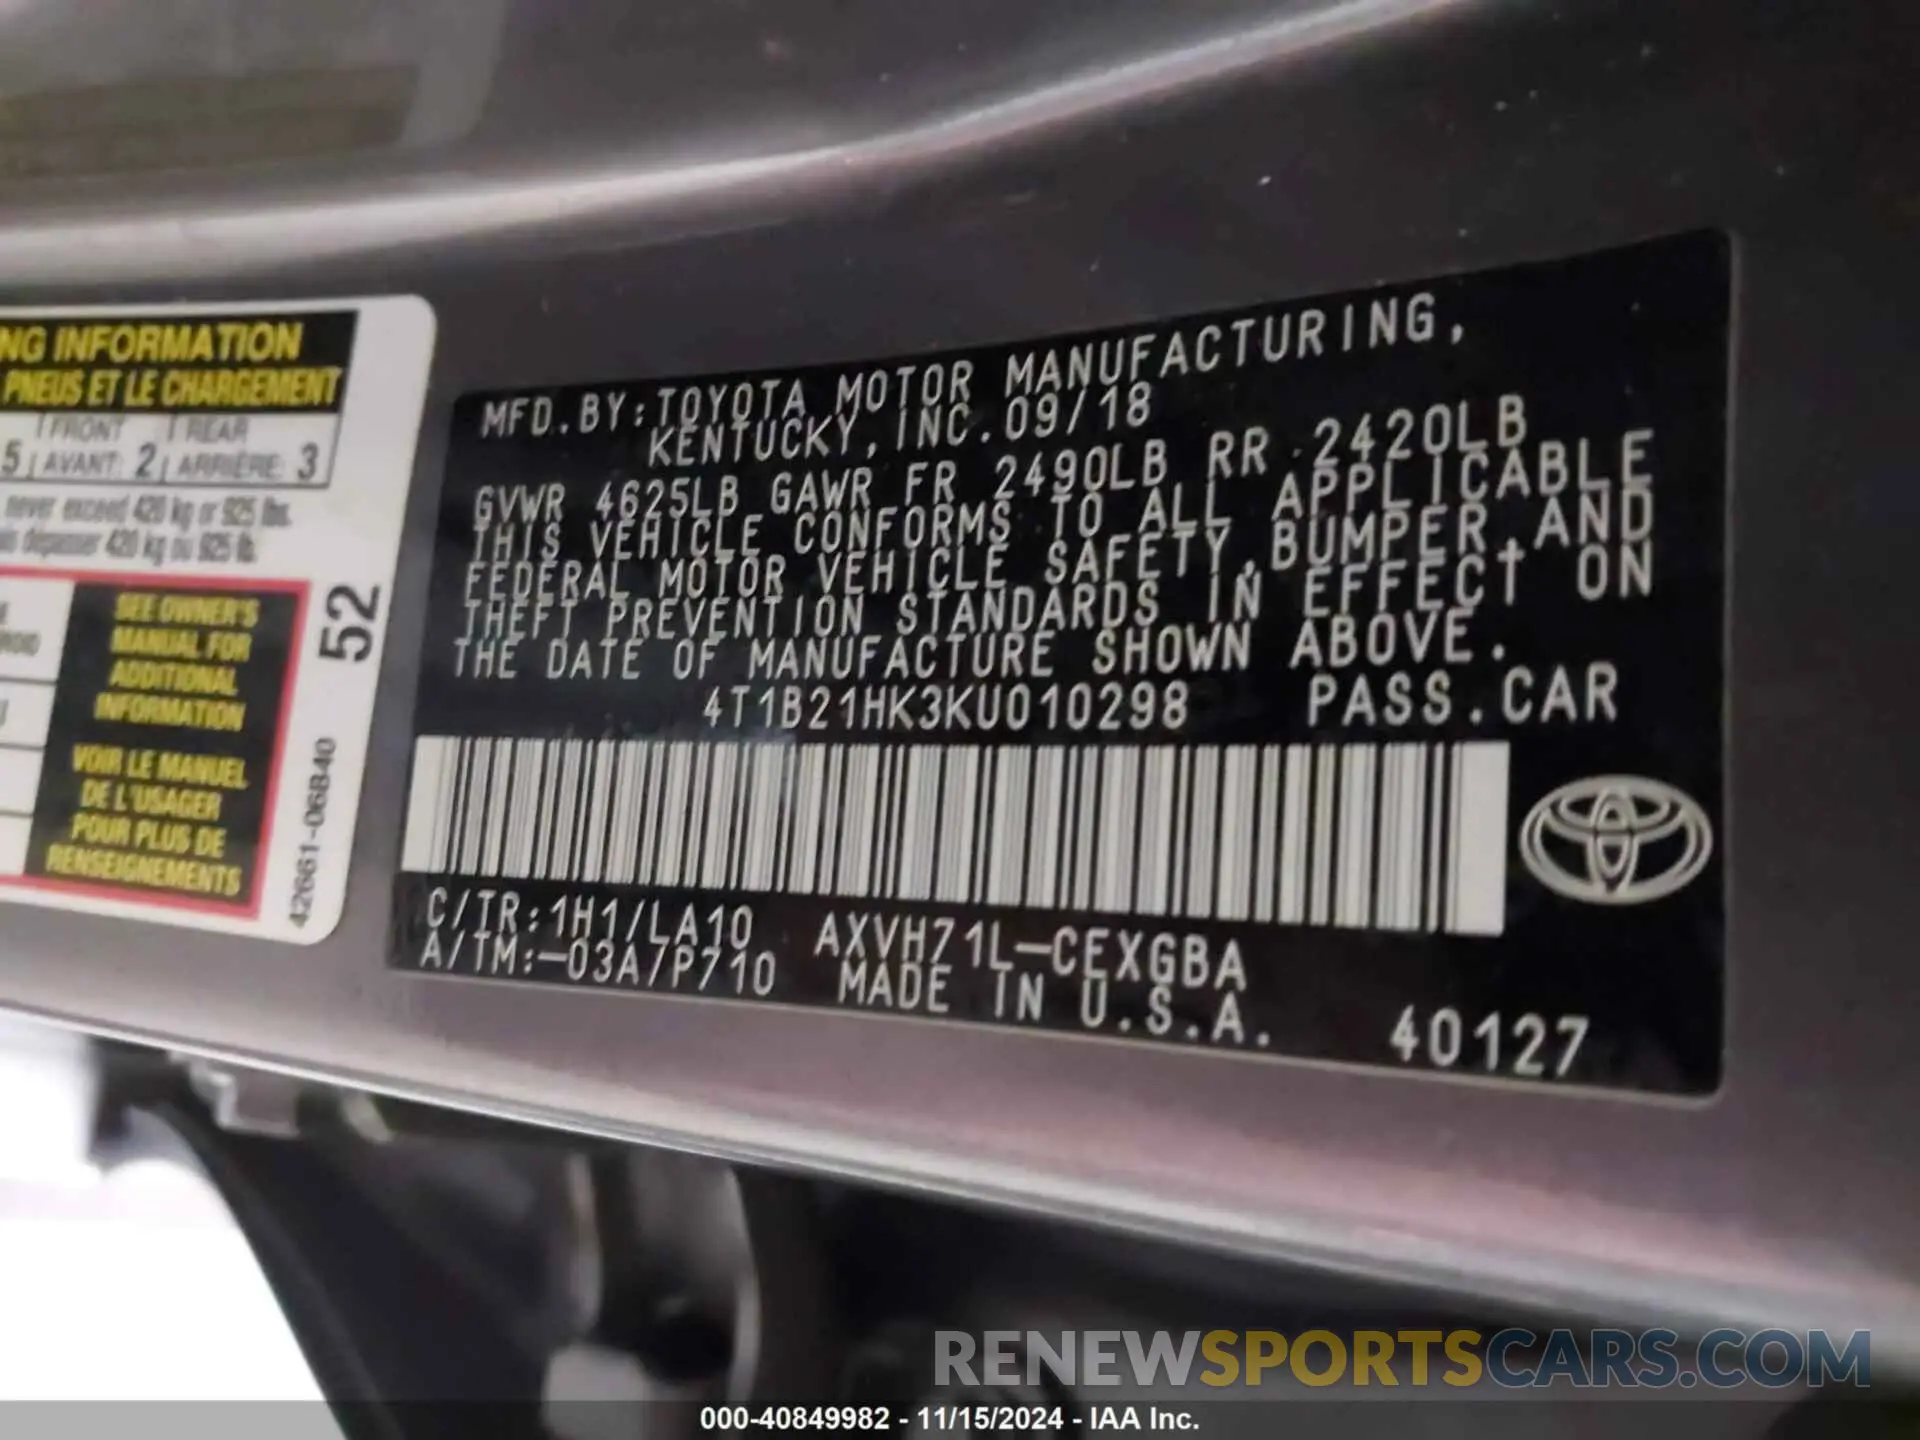 NG INFORMATION
PNEUS ET LE CHARGEMENT
FRONT REAR
5 AVANT: 2 ARRIÈRE: 3
never exceed 420 kg or 925 lbs.
dépasser 420 kg ou 925 lb.
SEE OWNER'S
MANUAL FOR
ADDITIONAL
INFORMATION
VOIR LE MANUEL
DE L'USAGER
POUR PLUS DE
RENSEIGNEMENTS
52
42661-06B40
MFD.BY:TOYOTA MOTOR MANUFACTURING,
KENTUCKY,INC.09/18
GVWR 4625LB GAWR FR 2490LB RR 2420LB
THIS VEHICLE CONFORMS TO ALL APPLICABLE
FEDERAL MOTOR VEHICLE SAFETY,BUMPER,AND
THEFT PREVENTION STANDARDS IN EFFECT ON
THE DATE OF MANUFACTURE SHOWN ABOVE.
4T1B21HK3KU010298 PASS.CAR
C/TR:1H1/LA10 AXVH71L-CEXGBA
A/TM:-03A/P710 MADE IN U.S.A.
40127
RENEWSPORTSCARS.COM
000-40849982 - 11/15/2024 - IAA Inc.